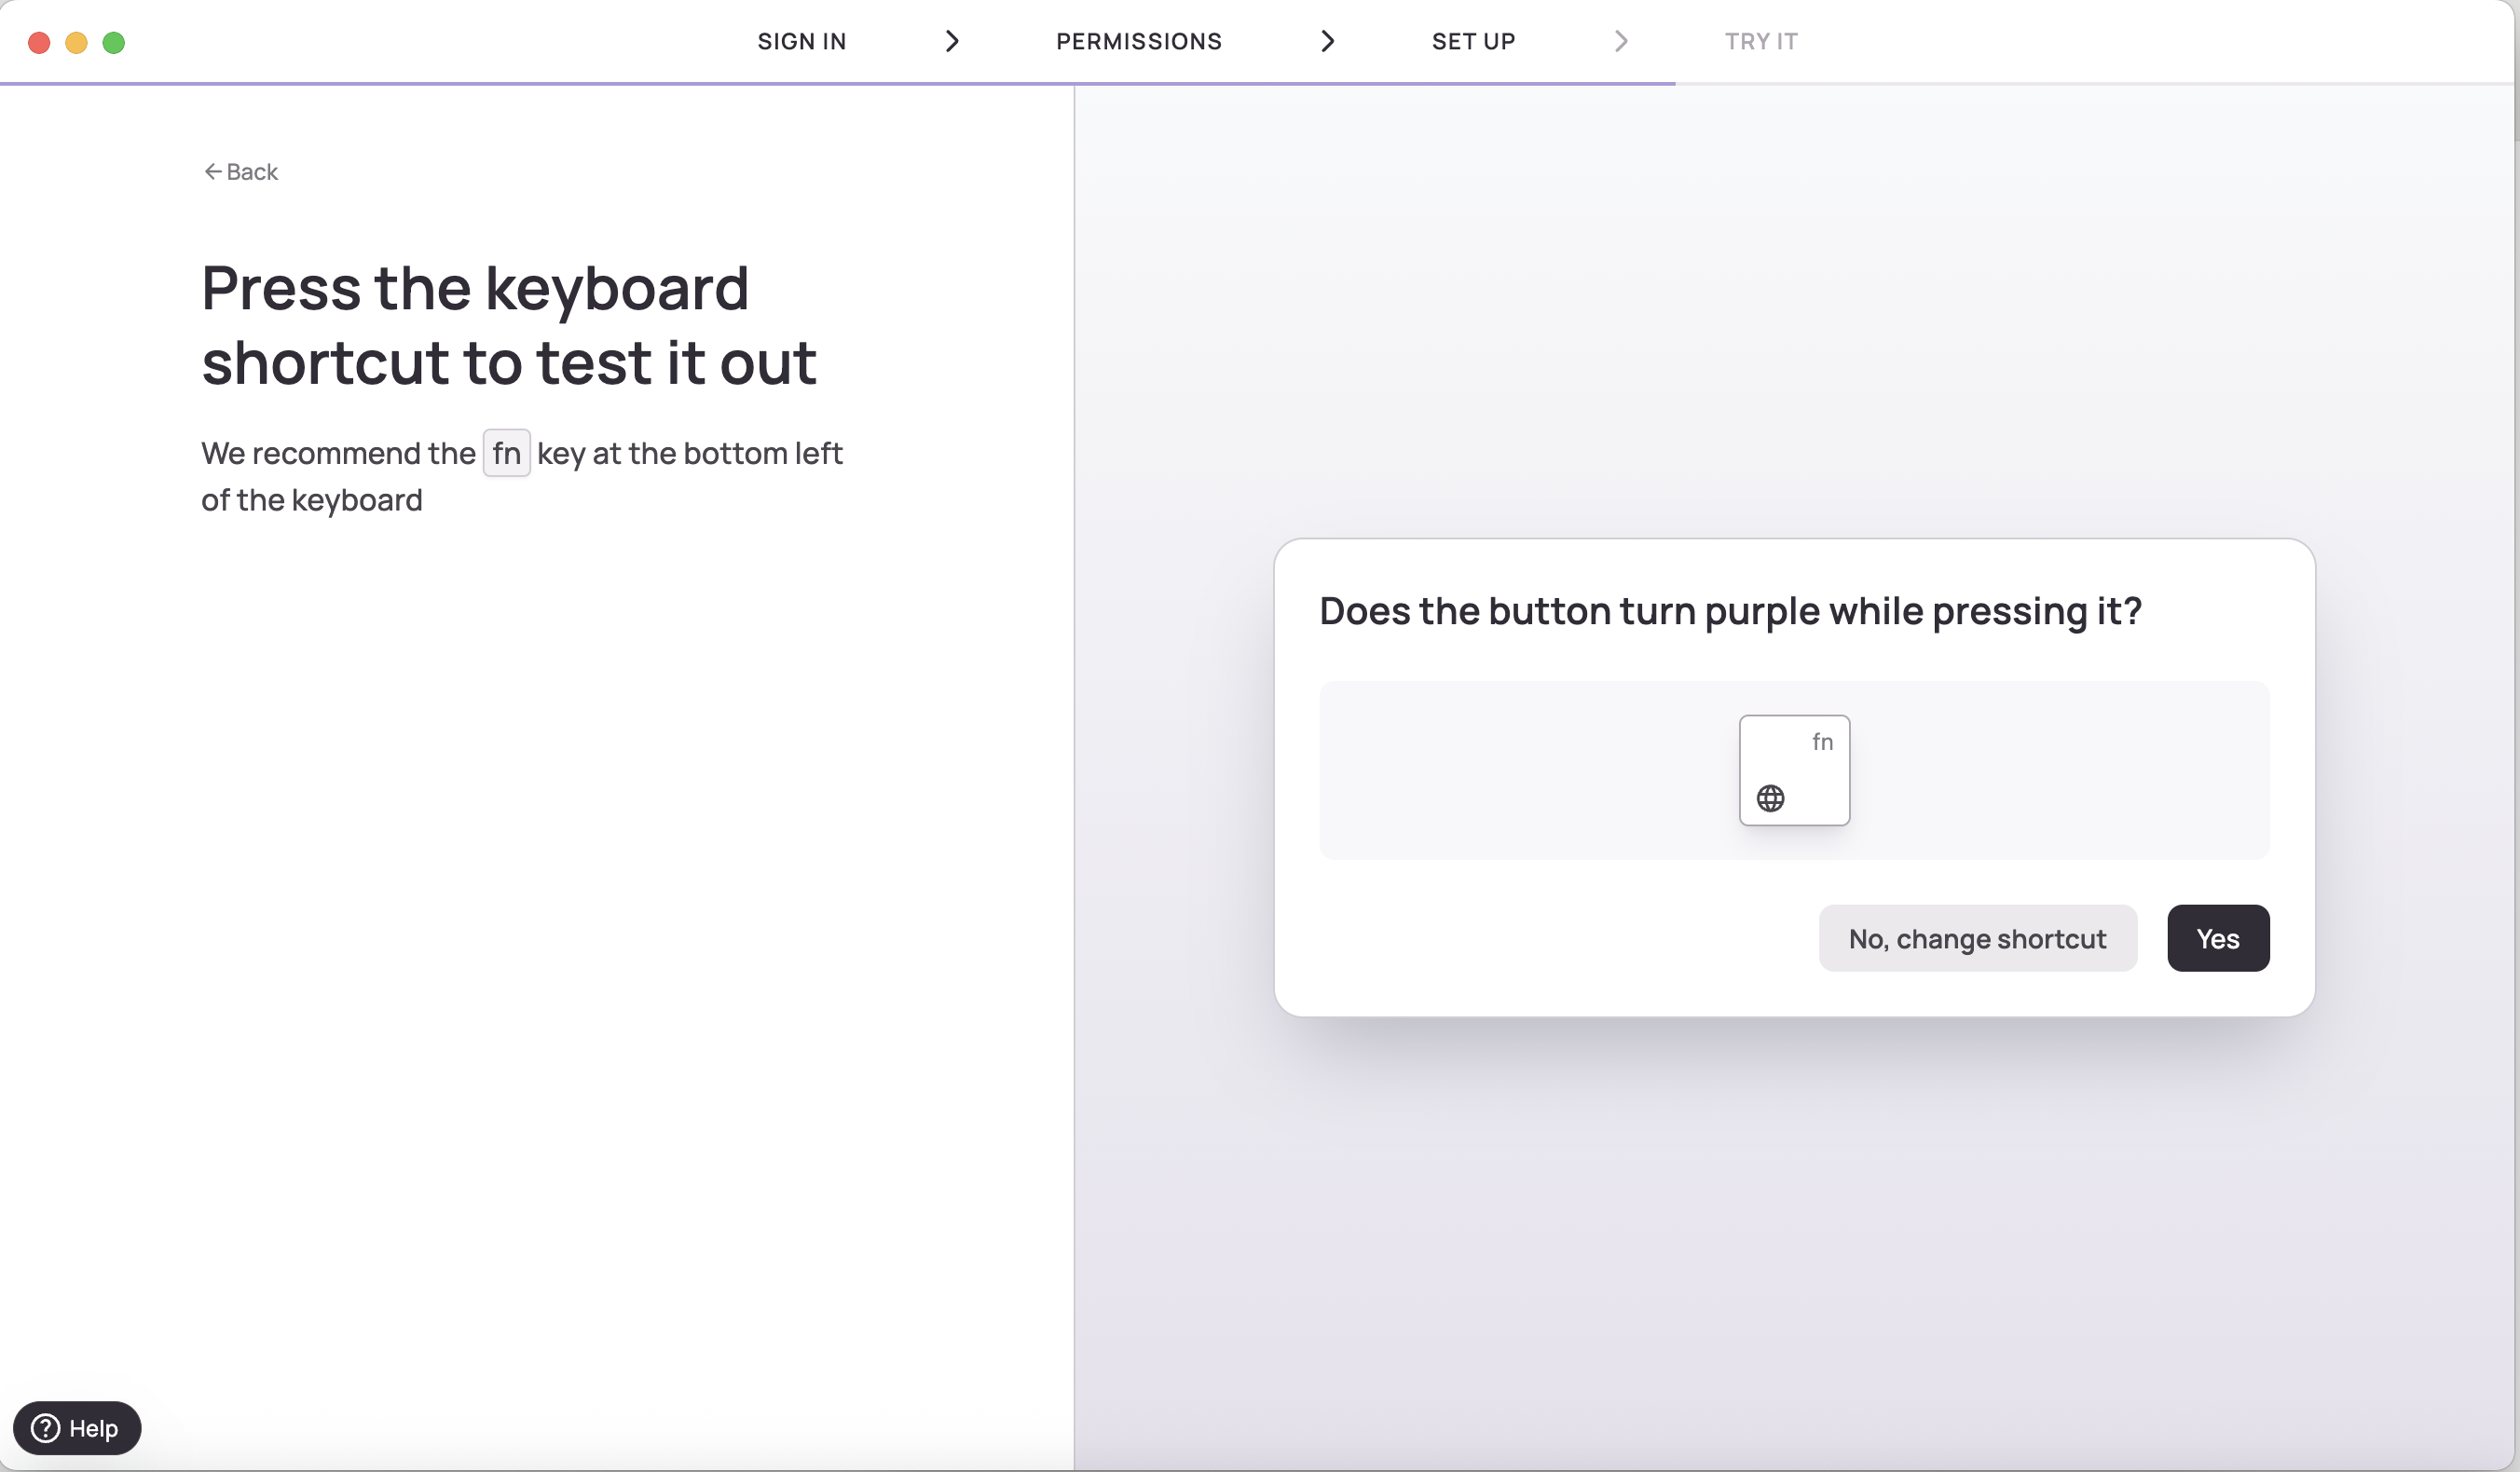 SIGN IN
PERMISSIONS
SET UP
TRY IT
Back
Press the keyboard
shortcut to test it out
We recommend the fn key at the bottom left
of the keyboard
Does the button turn purple while pressing it?
fn
No, change shortcut
Yes
Help